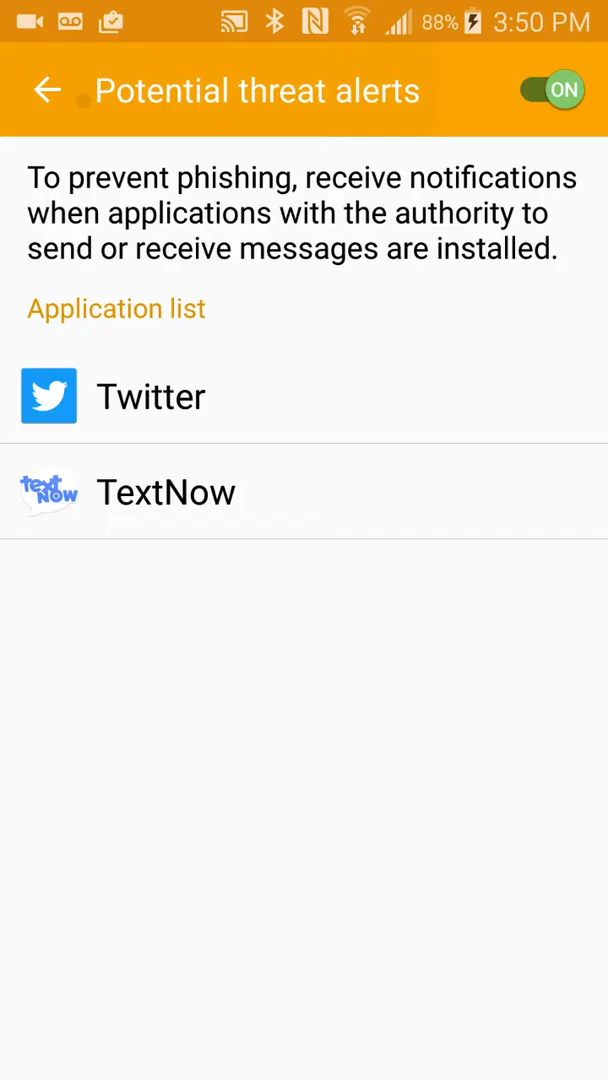 88% 3:50 PM
Potential threat alerts
ON
To prevent phishing, receive notifications
when applications with the authority to
send or receive messages are installed.
Application list
Twitter
text NOW
TextNow